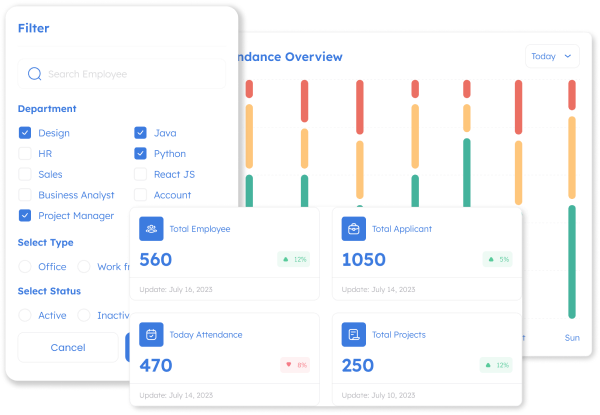 Filter
Search Employee
Department
Design
Java
HR
Python
Sales
React JS
Business Analyst
Account
Project Manager
Select Type
Office
Work
Select Status
Active
Cancel
Overview
Today
Sun
Total Employee
560
12%
Update: July 16, 2023
Total Applicant
1050
5%
Update: July 14, 2023
Today Attendance
470
8%
Update: July 14, 2023
Total Projects
250
12%
Update: July 10, 2023